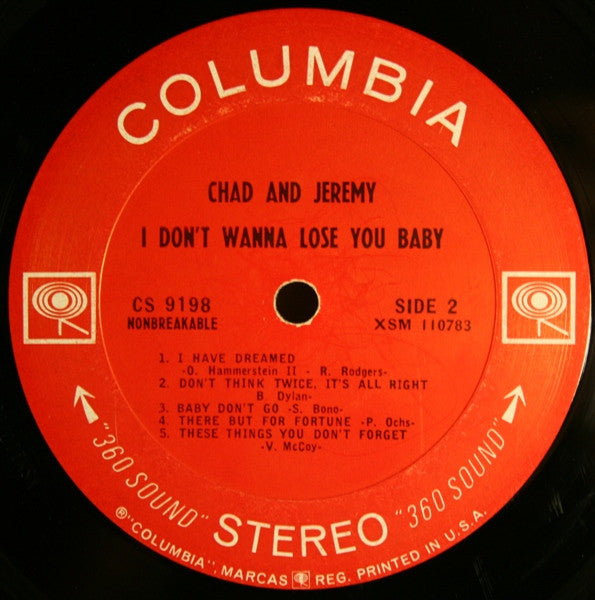 COLUMBIA
CHAD AND JEREMY
I DON'T WANNA LOSE YOU BABY
CS 9198
NONBREAKABLE
SIDE 2
XSM 110783
1. I HAVE DREAMED
-O. Hammerstein II - R. Rodgers-
2. DON'T THINK TWICE, IT'S ALL RIGHT
B. Dylan-
3. BABY DON'T GO -S. Bono-
4. THERE BUT FOR FORTUNE -P. Ochs-
5. THESE THINGS YOU DON'T FORGET
-V. McCoy-
"360 SOUND" STEREO "360 SOUND"
® "COLUMBIA", MARCAS REG. PRINTED IN U.S.A.